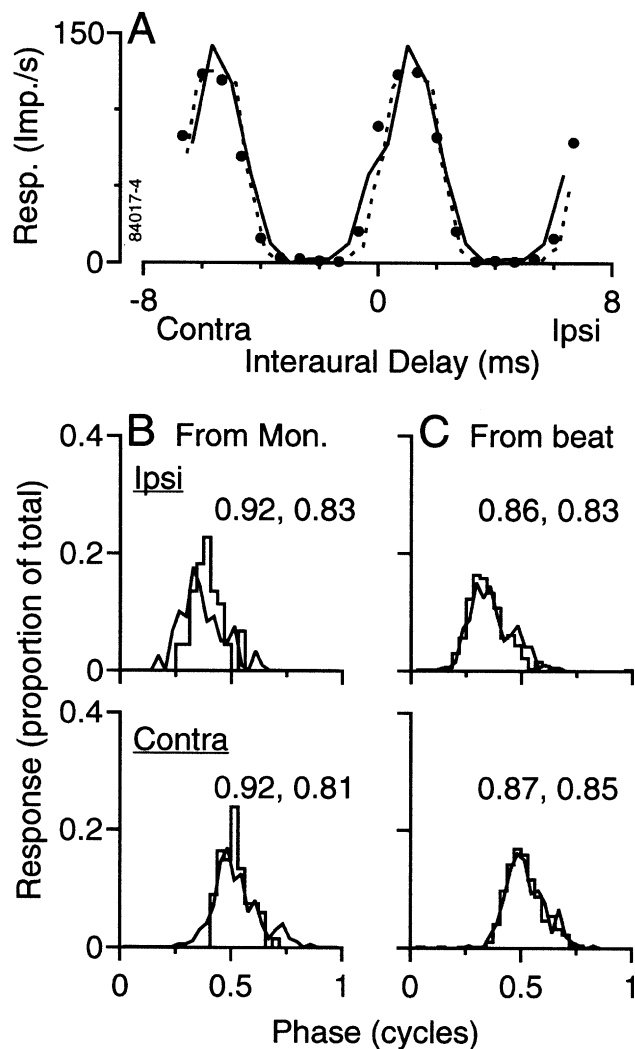 A
150
0
Resp. (Imp./s)
84017-4
-8 0 8
Contra Ipsi
Interaural Delay (ms)
B From Mon.
C From beat
0.4
0.2
0
Ipsi
0.92, 0.83
0.86, 0.83
Response (proportion of total)
0.4
0.2
0
Contra
0.92, 0.81
0.87, 0.85
0 0.5 1
0 0.5 1
Phase (cycles)